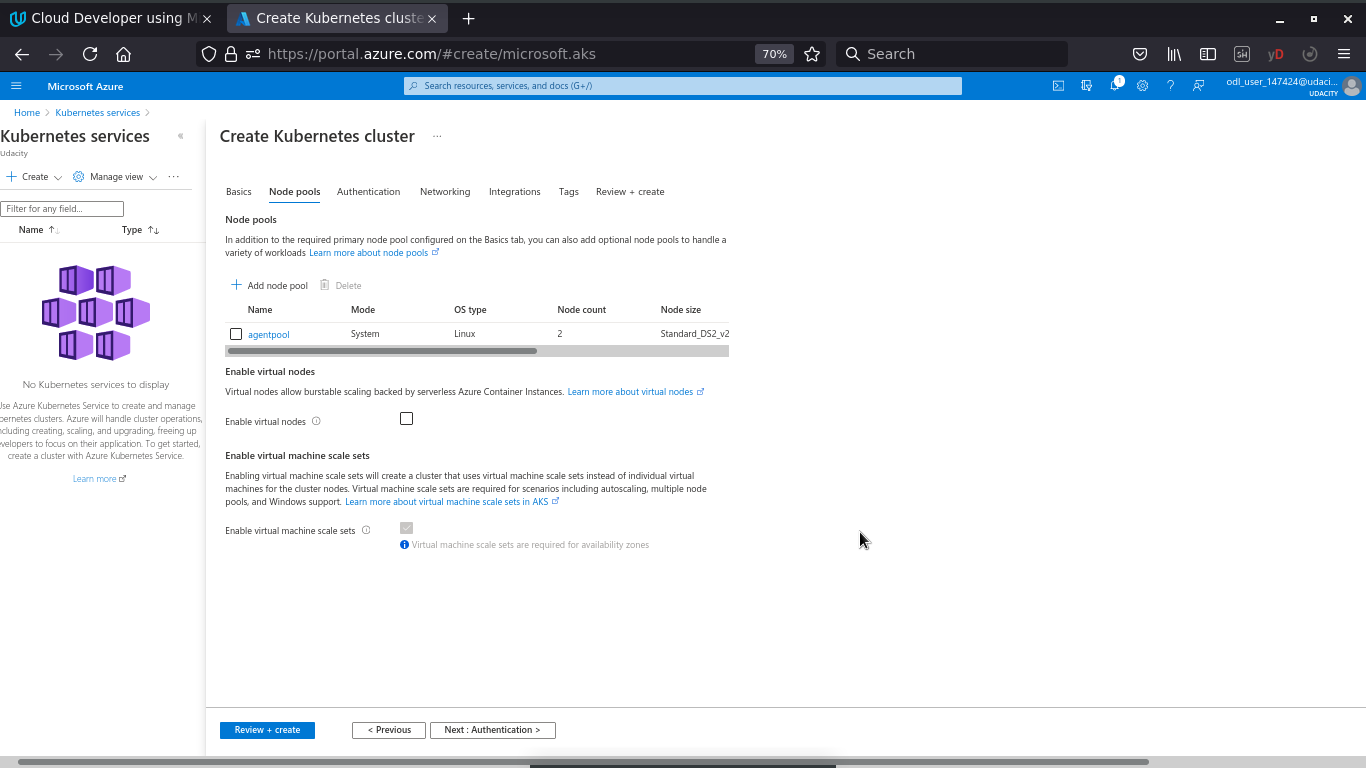 Cloud Developer using M
Create Kubernetes cluste
https://portal.azure.com/#create/microsoft.aks
70%
Search
SH
yD
Microsoft Azure
Search resources, services, and docs (G+/)
1
odl_user_147424@udaci...
UDACITY
Home
Kubernetes services
Kubernetes services
«
Udacity
Create
Manage view
...
Filter for any field...
Name
Type
No Kubernetes services to display
Use Azure Kubernetes Service to create and manage
bernetes clusters. Azure will handle cluster operations,
ncluding creating, scaling, and upgrading, freeing up
velopers to focus on their application. To get started,
create a cluster with Azure Kubernetes Service.
Learn more
Create Kubernetes cluster
...
Basics
Node pools
Authentication
Networking
Integrations
Tags
Review + create
Node pools
In addition to the required primary node pool configured on the Basics tab, you can also add optional node pools to handle a
variety of workloads Learn more about node pools
Add node pool
Delete
Name
Mode
OS type
Node count
Node size
agentpool
System
Linux
2
Standard_DS2_v2
Enable virtual nodes
Virtual nodes allow burstable scaling backed by serverless Azure Container Instances. Learn more about virtual nodes
Enable virtual nodes
Enable virtual machine scale sets
Enabling virtual machine scale sets will create a cluster that uses virtual machine scale sets instead of individual virtual
machines for the cluster nodes. Virtual machine scale sets are required for scenarios including autoscaling, multiple node
pools, and Windows support. Learn more about virtual machine scale sets in AKS
Enable virtual machine scale sets
Virtual machine scale sets are required for availability zones
Review + create
< Previous
Next : Authentication >